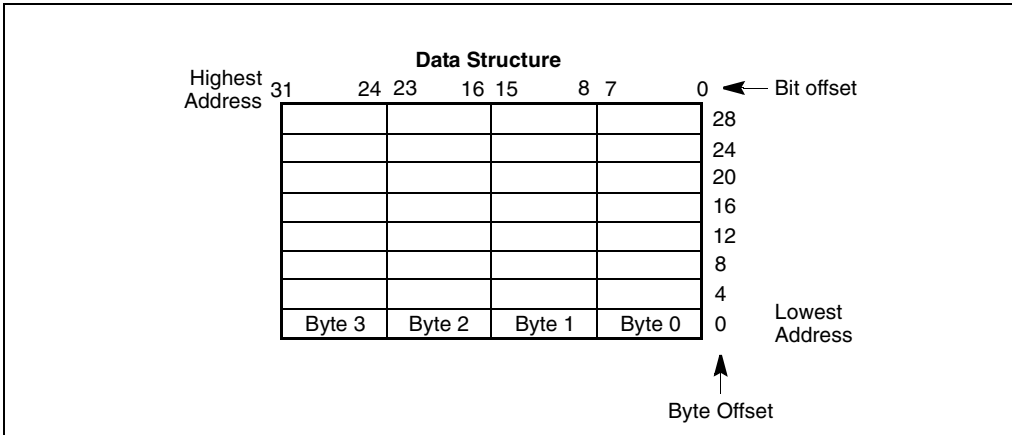 Data Structure
Highest
Address
31 24 23 16 15 8 7 0
Bit offset
28
24
20
16
12
8
4
Byte 3 Byte 2 Byte 1 Byte 0 0
Lowest
Address
Byte Offset